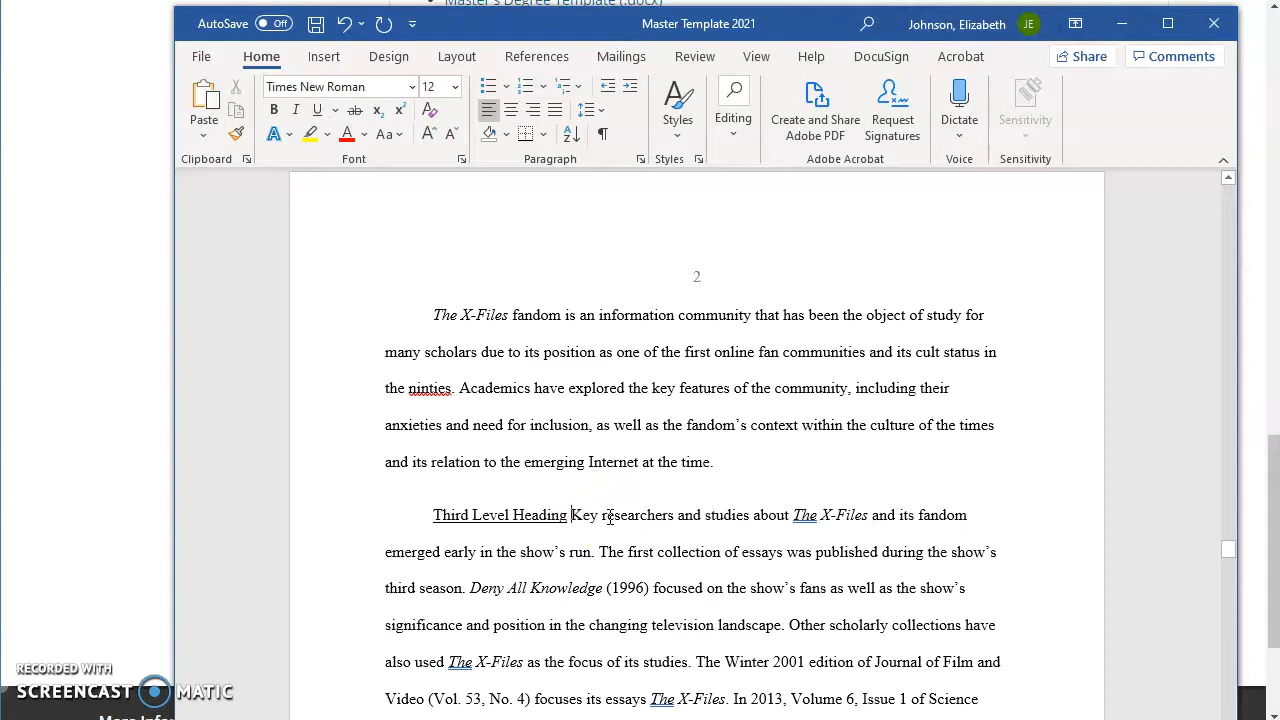 Master's Degree Template (.docx)
AutoSave Off Master Template 2021 Johnson, Elizabeth JE
File Home Insert Design Layout References Mailings Review View Help DocuSign Acrobat Share Comments
Times New Roman 12
B I U ab x₂ x²
A A Aa A A
Paste Styles Editing Create and Share Adobe PDF Request Signatures Dictate Sensitivity
Clipboard Font Paragraph Styles Adobe Acrobat Voice Sensitivity
2
The X-Files fandom is an information community that has been the object of study for
many scholars due to its position as one of the first online fan communities and its cult status in
the ninties. Academics have explored the key features of the community, including their
anxieties and need for inclusion, as well as the fandom's context within the culture of the times
and its relation to the emerging Internet at the time.
Third Level Heading Key researchers and studies about The X-Files and its fandom
emerged early in the show's run. The first collection of essays was published during the show's
third season. Deny All Knowledge (1996) focused on the show's fans as well as the show's
significance and position in the changing television landscape. Other scholarly collections have
also used The X-Files as the focus of its studies. The Winter 2001 edition of Journal of Film and
Video (Vol. 53, No. 4) focuses its essays The X-Files. In 2013, Volume 6, Issue 1 of Science
RECORDED WITH
SCREENCAST MATIC